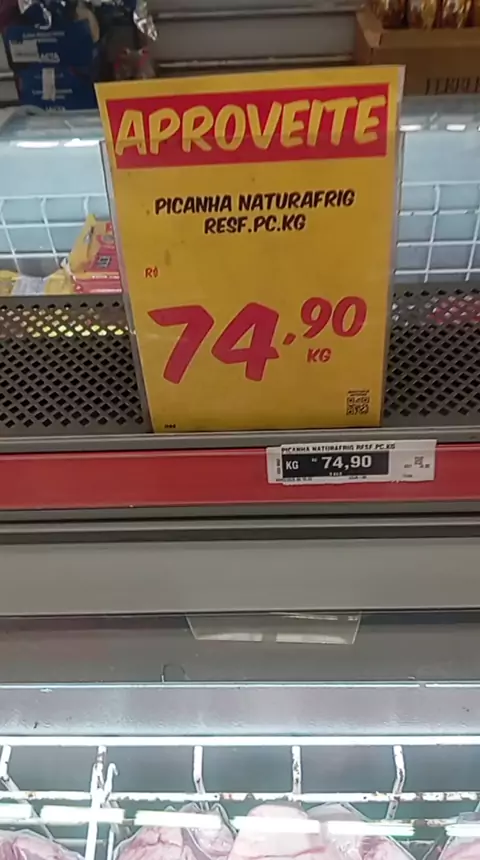 APROVEITE
PICANHA NATURAFRIG
RESF.PC.KG
R$
74,90
KG
PICANHA NATURAFRIG RESF.PC.KG
KG 74,90